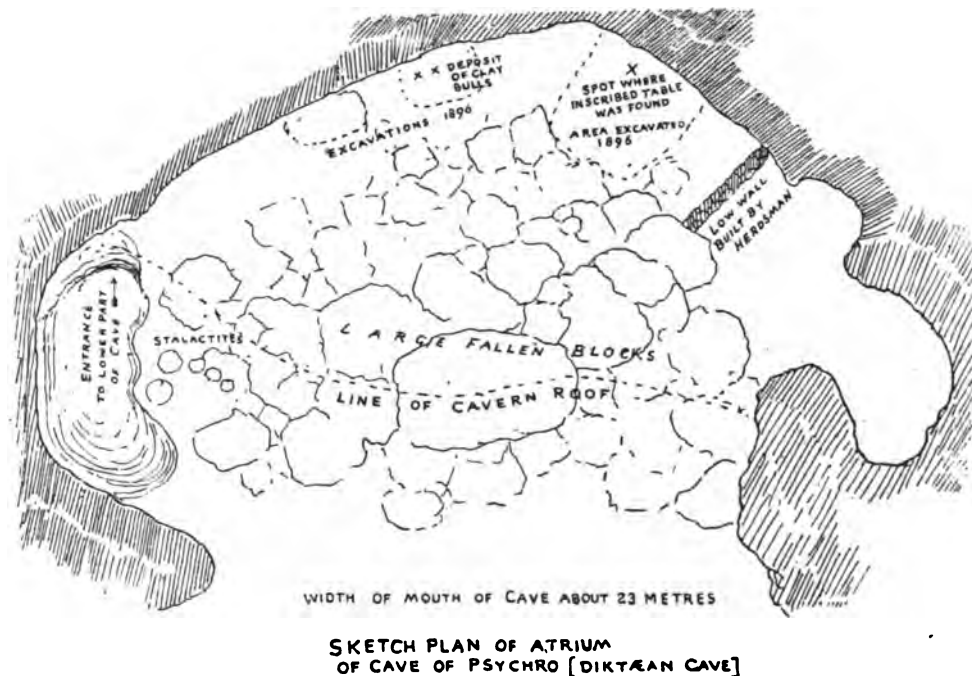 X X DEPOSIT
OF CLAY
BULLS
EXCAVATIONS 1896
X
SPOT WHERE
INSCRIBED TABLE
WAS FOUND
AREA EXCAVATED
1896
LOW WALL
BUILT BY
HERDSMAN
ENTRANCE
TO LOWER PART
OF CAVE
STALACTITES
LARGE FALLEN BLOCKS
LINE OF CAVERN ROOF
WIDTH OF MOUTH OF CAVE ABOUT 23 METRES
SKETCH PLAN OF ATRIUM
OF CAVE OF PSYCHRO [DIKTÆAN CAVE]